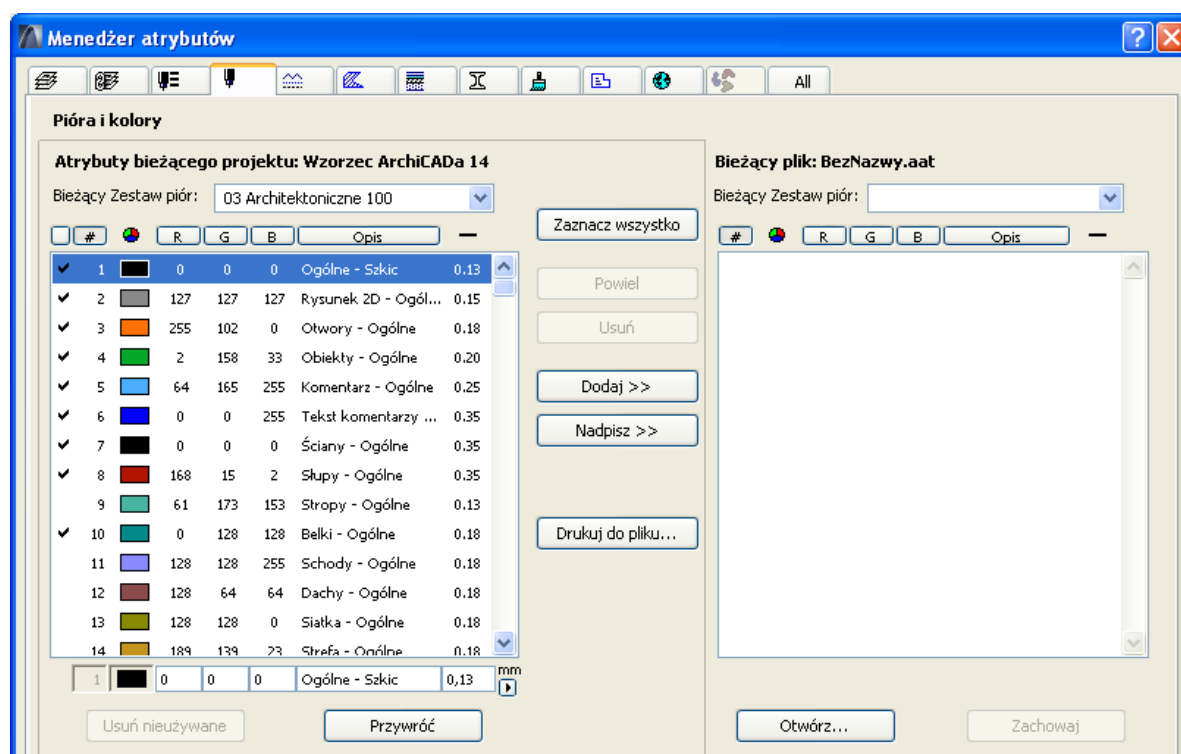 Menedżer atrybutów
All
Pióra i kolory
Atrybuty bieżącego projektu: Wzorzec ArchiCADa 14
Bieżący Zestaw piór: 03 Architektoniczne 100
# R G B Opis
1 0 0 0 Ogólne - Szkic 0.13
2 127 127 127 Rysunek 2D - Ogól... 0.15
3 255 102 0 Otwory - Ogólne 0.18
4 2 158 33 Obiekty - Ogólne 0.20
5 64 165 255 Komentarz - Ogólne 0.25
6 0 0 255 Tekst komentarzy ... 0.35
7 0 0 0 Ściany - Ogólne 0.35
8 168 15 2 Słupy - Ogólne 0.35
9 61 173 153 Stropy - Ogólne 0.13
10 0 128 128 Belki - Ogólne 0.18
11 128 128 255 Schody - Ogólne 0.18
12 128 64 64 Dachy - Ogólne 0.18
13 128 128 0 Siatka - Ogólne 0.18
14 189 139 23 Strefa - Ogólne 0.18
1 0 0 0 Ogólne - Szkic 0,13 mm
Usuń nieużywane
Przywróć
Zaznacz wszystko
Powiel
Usuń
Dodaj >>
Nadpisz >>
Drukuj do pliku...
Bieżący plik: BezNazwy.aat
Bieżący Zestaw piór:
# R G B Opis
Otwórz...
Zachowaj